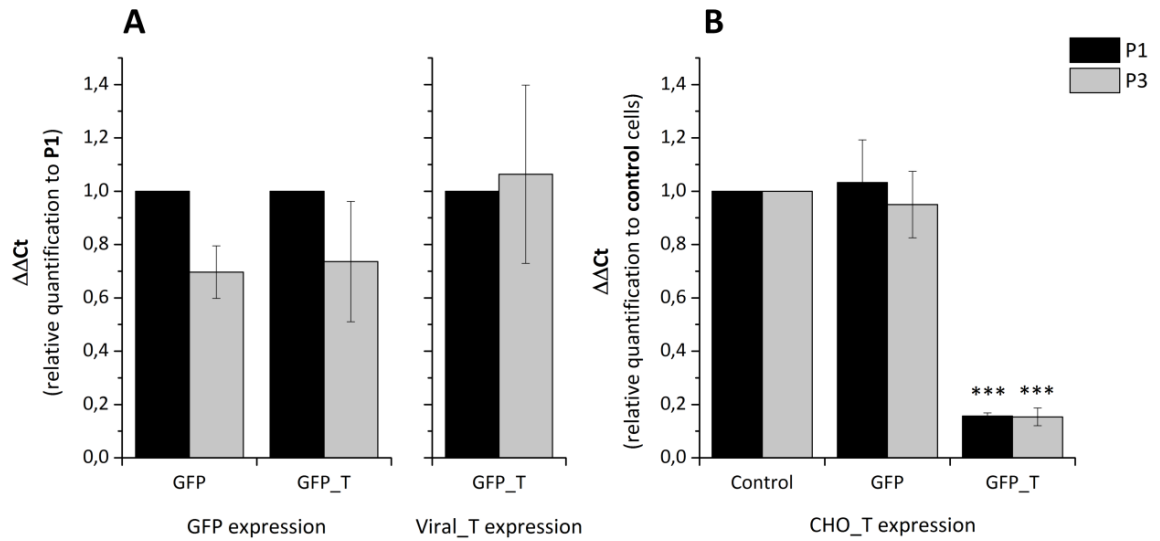 A
ΔΔCt
(relative quantification to P1)
1,4
1,2
1,0
0,8
0,6
0,4
0,2
0,0
GFP GFP_T GFP_T
GFP expression Viral_T expression
B
P1
P3
ΔΔCt
(relative quantification to control cells)
1,4
1,2
1,0
0,8
0,6
0,4
0,2
0,0
*** ***
Control GFP GFP_T
CHO_T expression